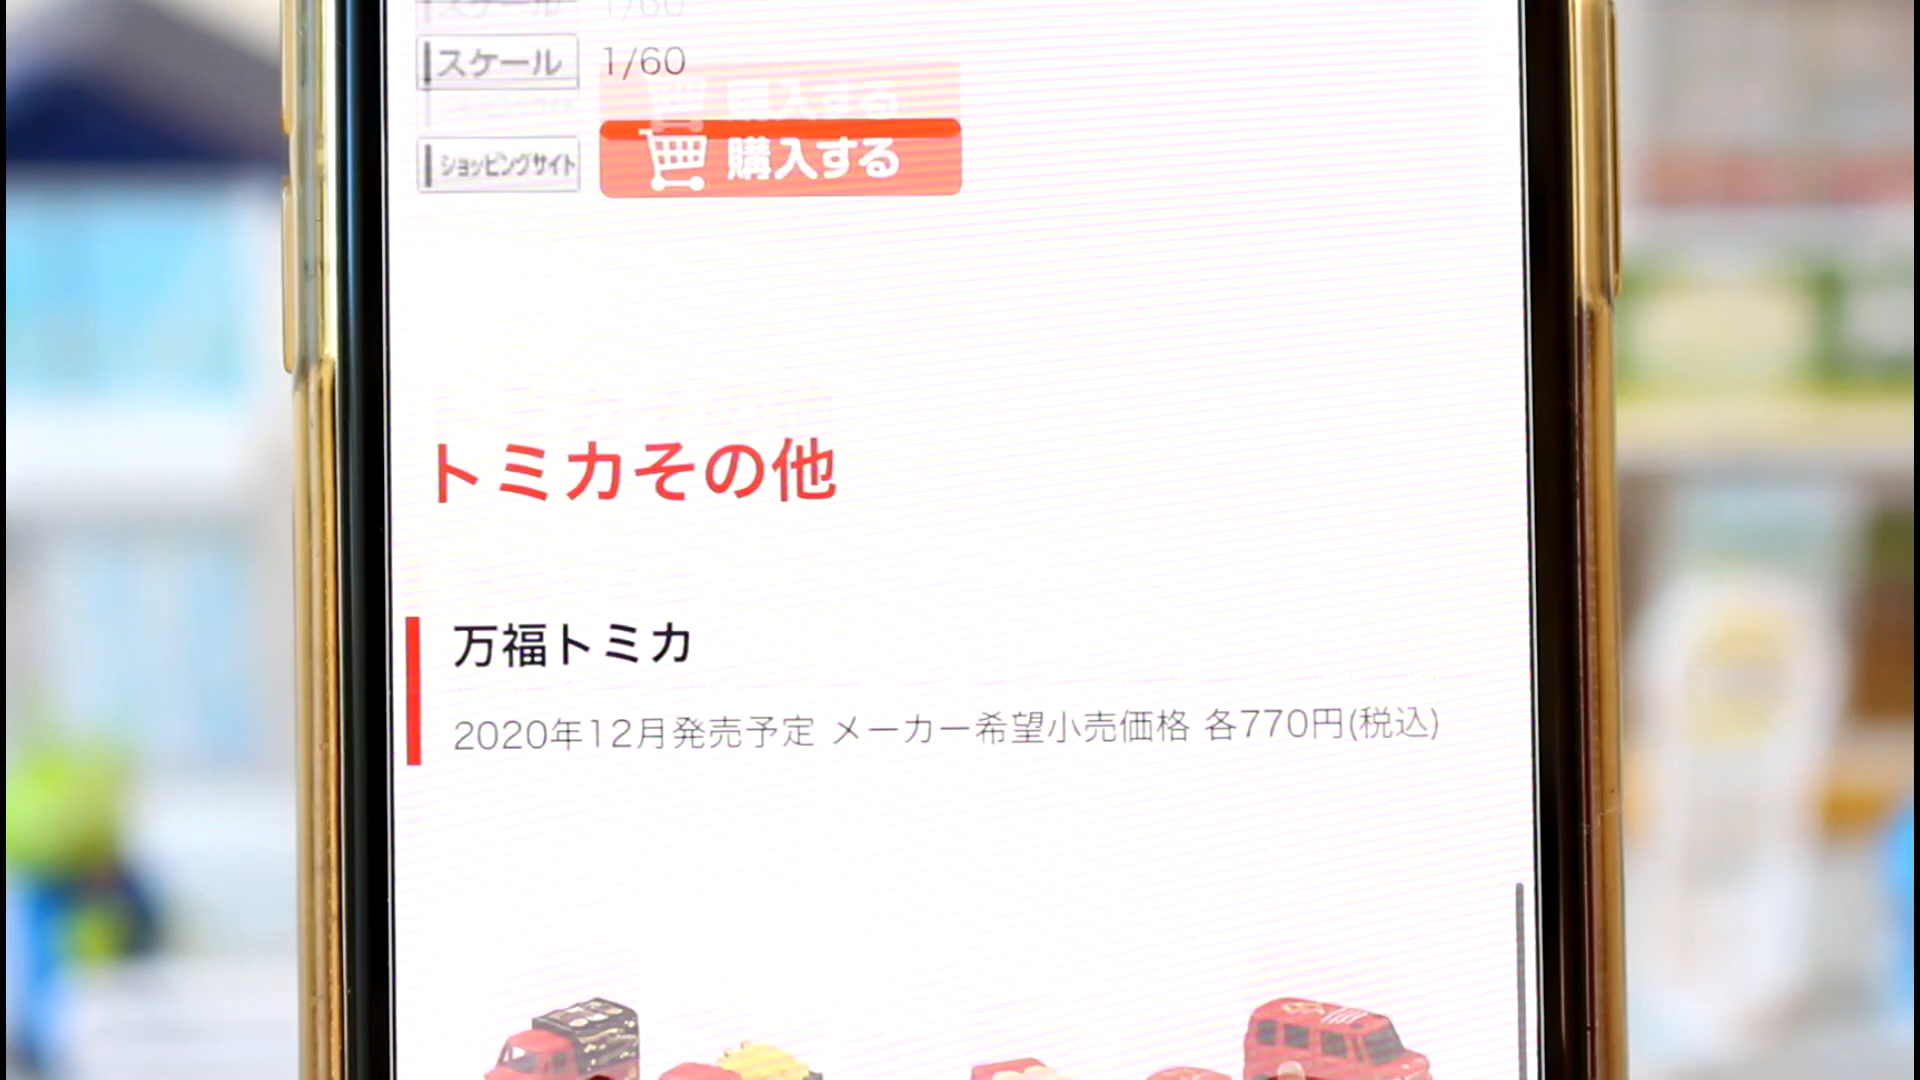 スケール 1/60
ショッピングサイト 購入する
トミカその他
万福トミカ
2020年12月発売予定 メーカー希望小売価格 各770円(税込)